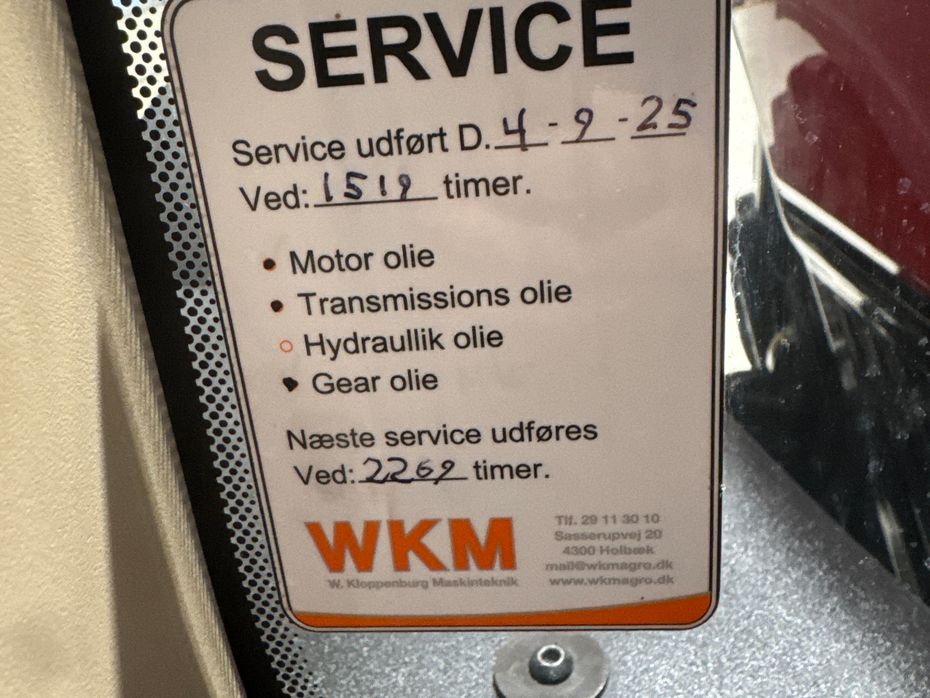 SERVICE
Service udført D. 4 - 9 - 25
Ved: 1519 timer.
• Motor olie
• Transmissions olie
○ Hydraullik olie
• Gear olie
Næste service udføres
Ved: 2269 timer.
WKM
W. Kloppenburg Maskinteknik
Tlf. 29 11 30 10
Sasserupvej 20
4300 Holbæk
mail@wkmagro.dk
www.wkmagro.dk